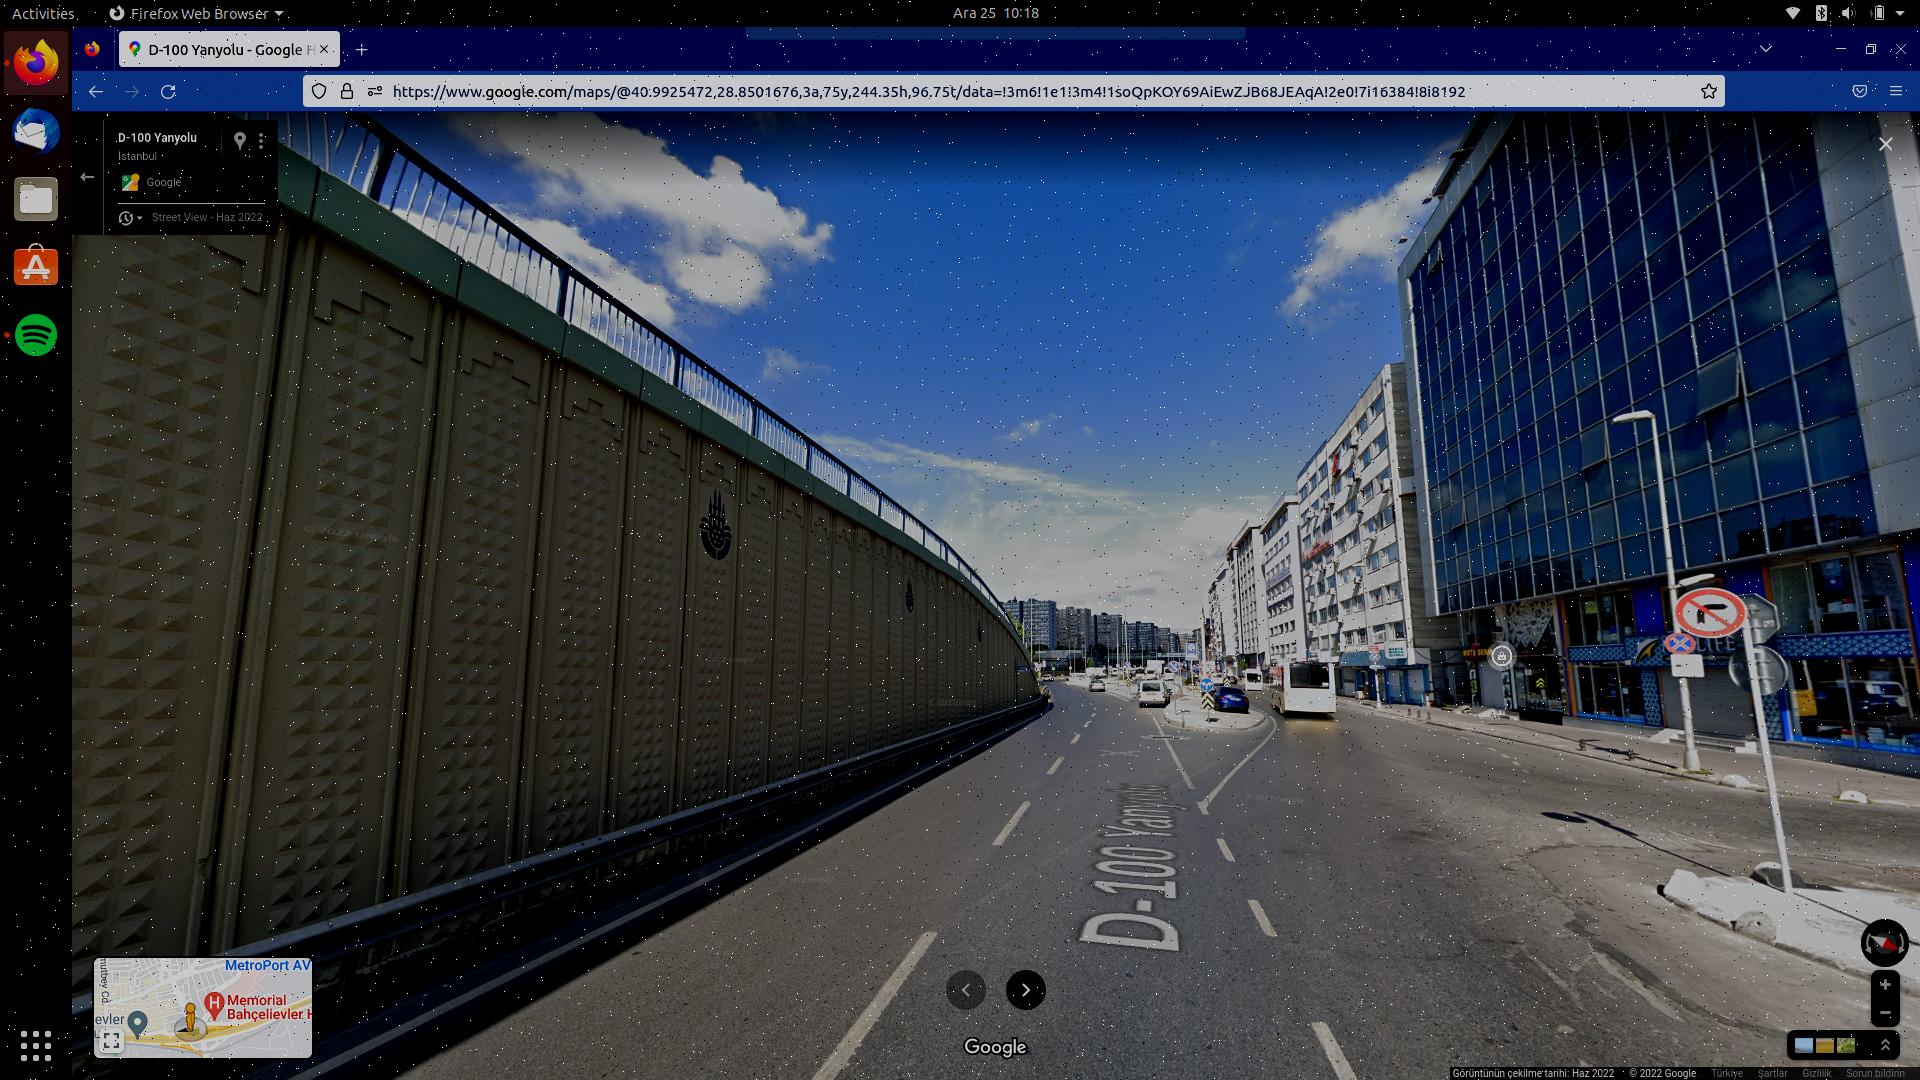 Activities
Firefox Web Browser
Ara 25 10:18
D-100 Yanyolu - Google H
https://www.google.com/maps/@40.9925472,28.8501676,3a,75y,244.35h,96.75t/data=!3m6!1e1!3m4!1soQpKOY69AiEwZJB68JEAqA!2e0!7i16384!8i8192
D-100 Yanyolu
İstanbul
Google
Street View - Haz 2022
D-100 Yanyolu
LIFE
MetroPort AV
Memorial
Bahçelievler H
evler
Google
Görüntünün çekilme tarihi: Haz 2022
© 2022 Google
Türkiye
Şartlar
Gizlilik
Sorun bildirin